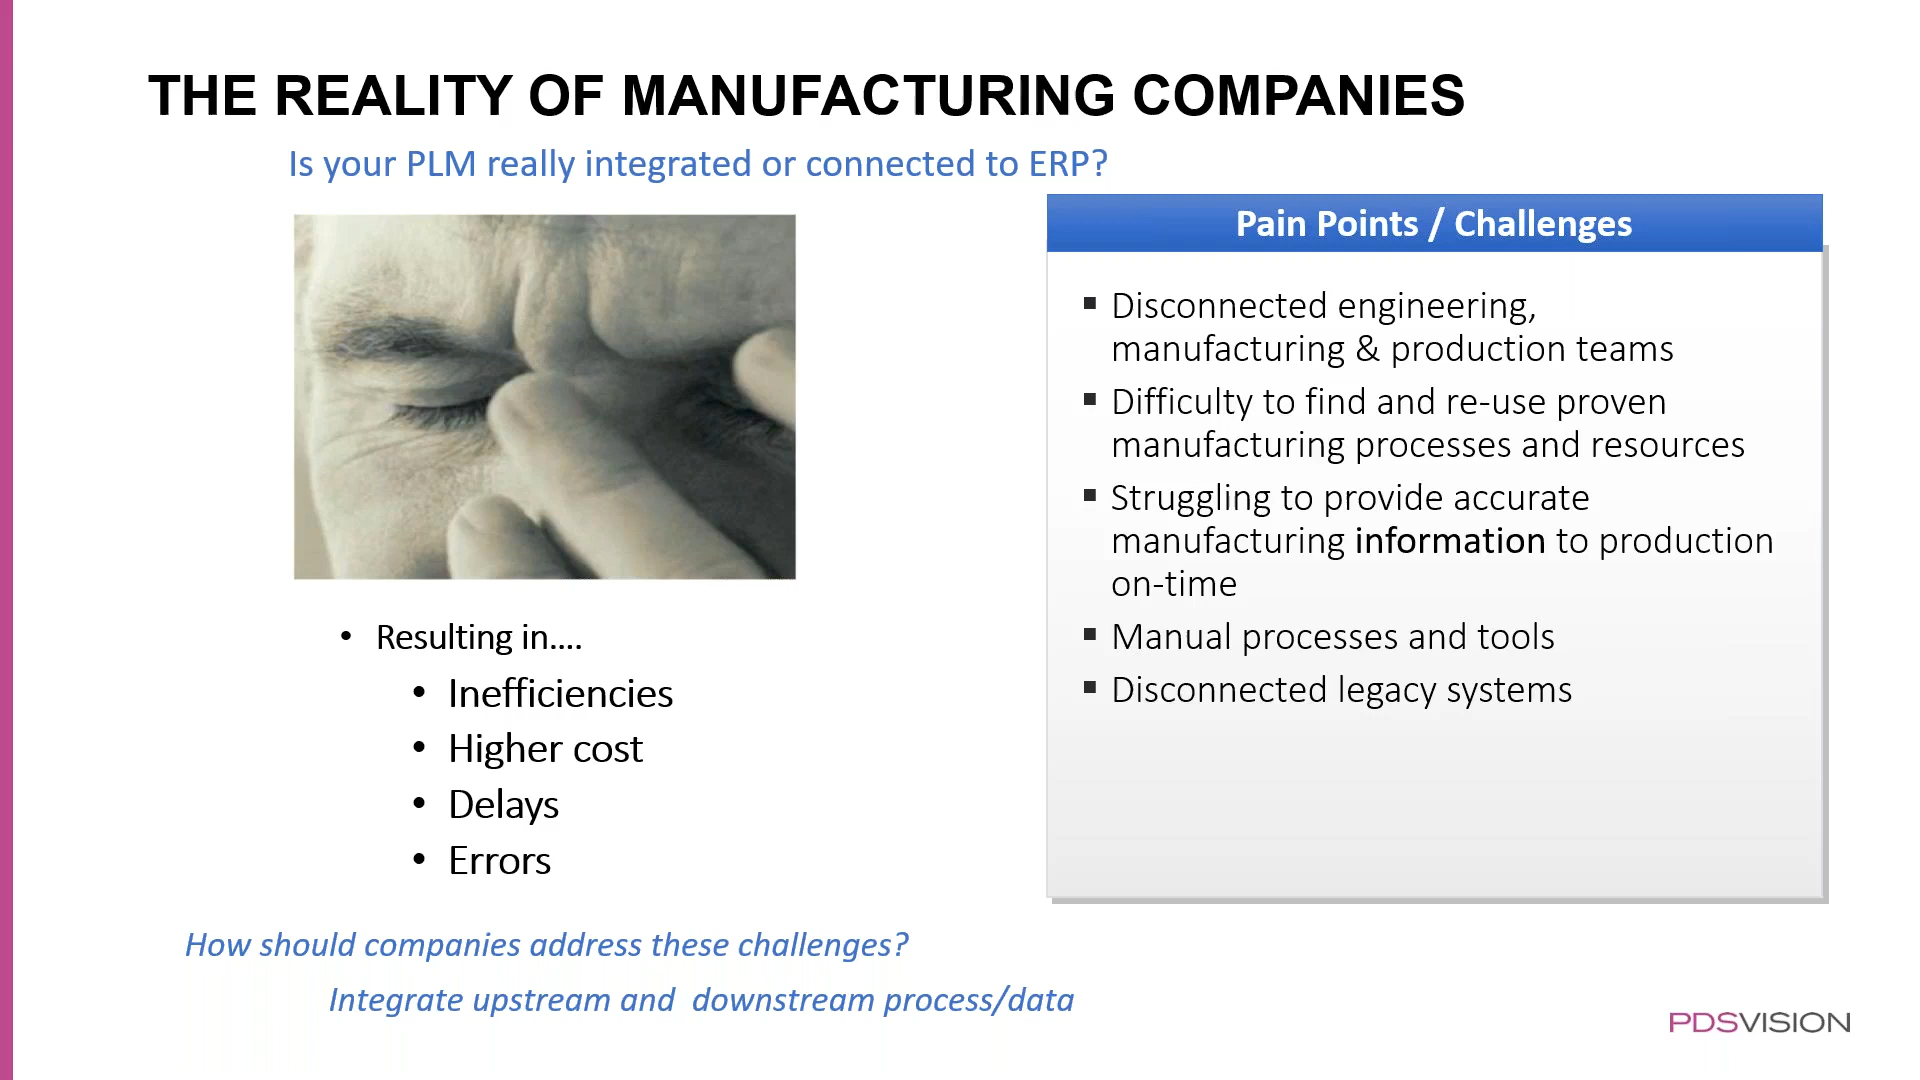 THE REALITY OF MANUFACTURING COMPANIES
Is your PLM really integrated or connected to ERP?
Pain Points / Challenges
▪ Disconnected engineering,
manufacturing & production teams
▪ Difficulty to find and re-use proven
manufacturing processes and resources
▪ Struggling to provide accurate
manufacturing information to production
on-time
▪ Manual processes and tools
▪ Disconnected legacy systems
• Resulting in....
• Inefficiencies
• Higher cost
• Delays
• Errors
How should companies address these challenges?
Integrate upstream and  downstream process/data
PDSVISION